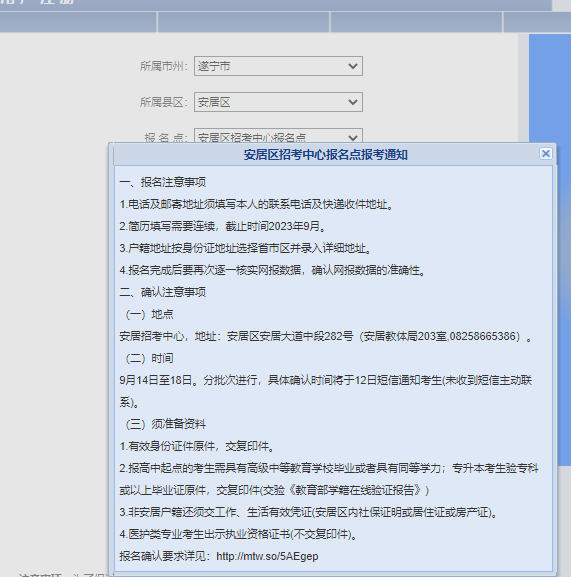 所属市州: 遂宁市
所属县区: 安居区
报 名 点: 安居区招考中心报名点
安居区招考中心报名点报考通知
一、报名注意事项
1.电话及邮寄地址须填写本人的联系电话及快递收件地址。
2.简历填写需要连续，截止时间2023年9月。
3.户籍地址按身份证地址选择省市区并录入详细地址。
4.报名完成后要再次逐一核实网报数据，确认网报数据的准确性。
二、确认注意事项
（一）地点
安居招考中心，地址：安居区安居大道中段282号（安居教体局203室,08258665386）。
（二）时间
9月14日至18日。分批次进行，具体确认时间将于12日短信通知考生(未收到短信主动联
系)。
（三）须准备资料
1.有效身份证件原件，交复印件。
2.报高中起点的考生需具有高级中等教育学校毕业或者具有同等学力；专升本考生验专科
或以上毕业证原件，交复印件(交验《教育部学籍在线验证报告》)
3.非安居户籍还须交工作、生活有效凭证(安居区内社保证明或居住证或房产证)。
4.医护类专业考生出示执业资格证书(不交复印件)。
报名确认要求详见：http://mtw.so/5AEgep